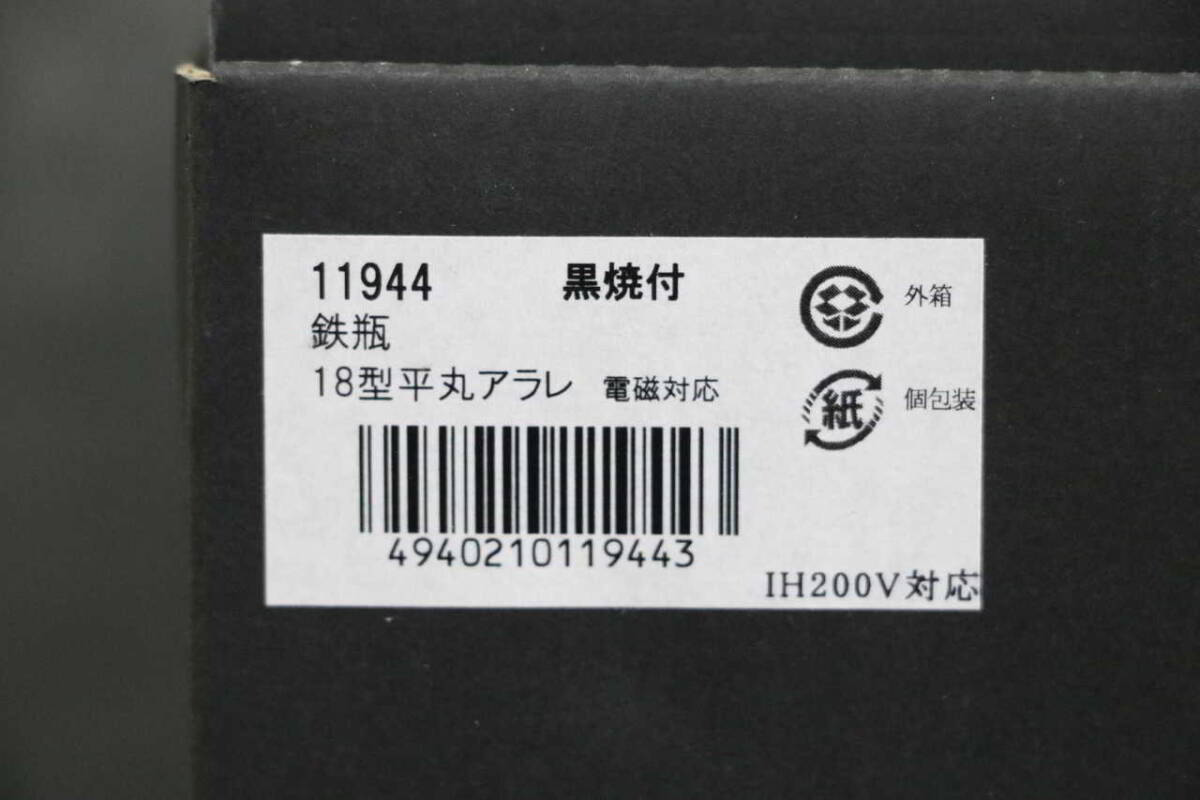 11944 黒焼付
鉄瓶
18型平丸アラレ 電磁対応
4940210119443
外箱
紙 個包装
IH200V対応